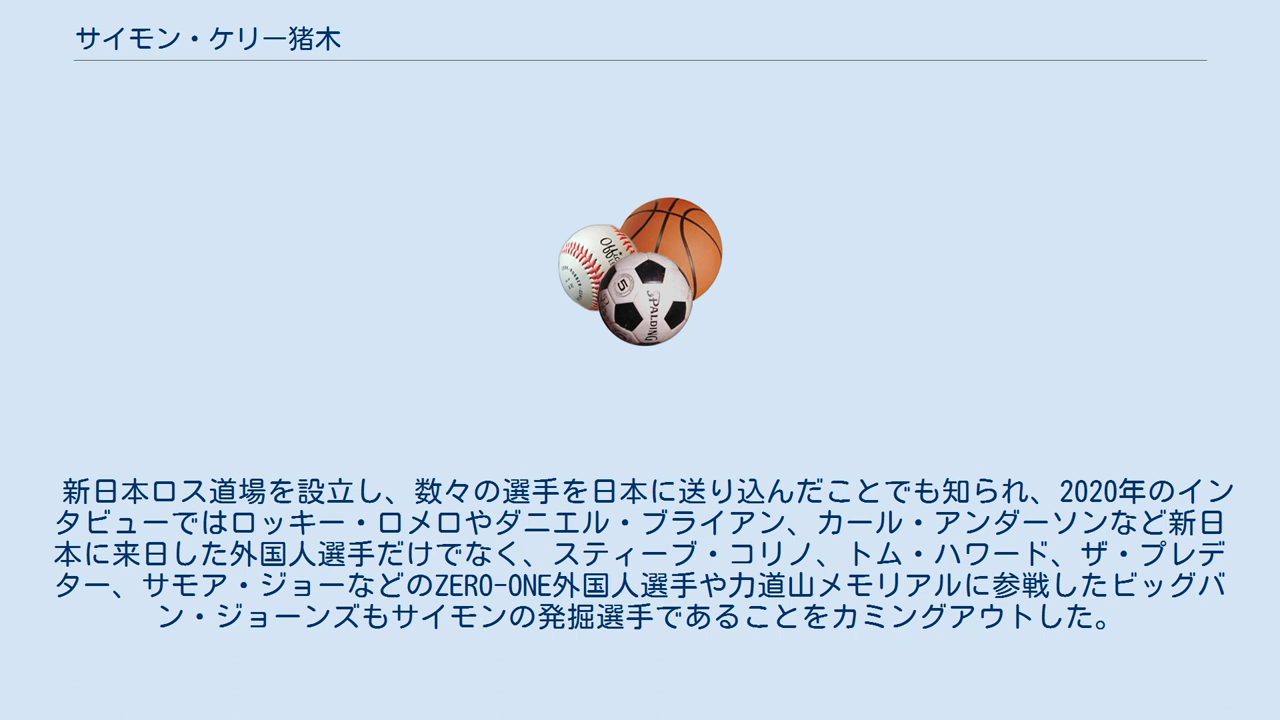 サイモン・ケリー猪木
Offic
5
SPALDING
新日本ロス道場を設立し、数々の選手を日本に送り込んだことでも知られ、2020年のイン
タビューではロッキー・ロメロやダニエル・ブライアン、カール・アンダーソンなど新日
本に来日した外国人選手だけでなく、スティーブ・コリノ、トム・ハワード、ザ・プレデ
ター、サモア・ジョーなどのZERO-ONE外国人選手や力道山メモリアルに参戦したビッグバ
ン・ジョーンズもサイモンの発掘選手であることをカミングアウトした。